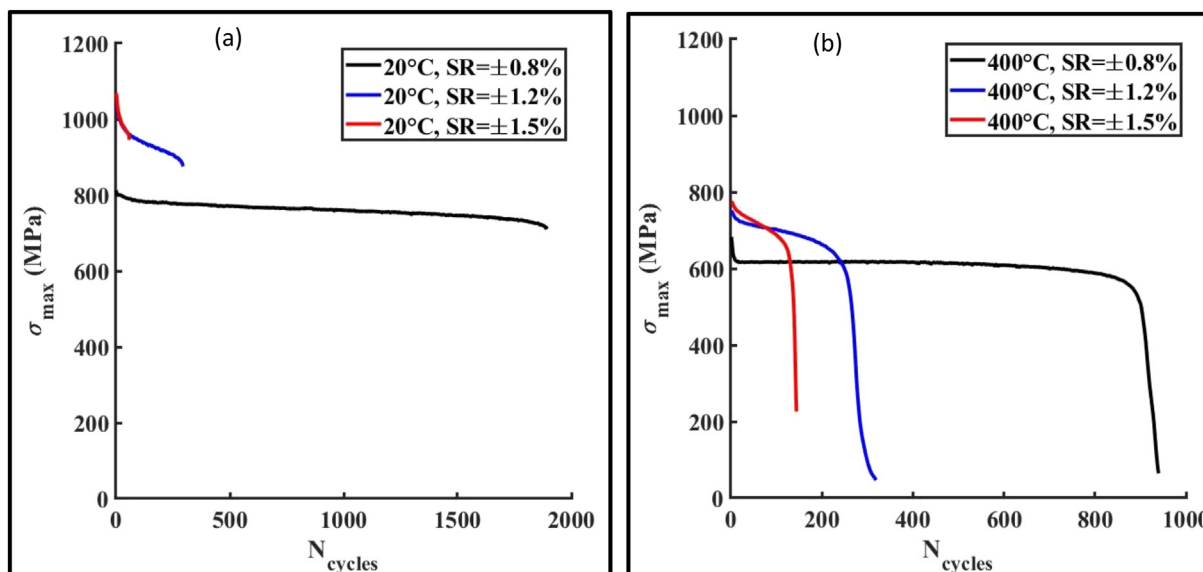 (a)
1200
1000
800
600
400
200
0
σmax (MPa)
20°C, SR=±0.8%
20°C, SR=±1.2%
20°C, SR=±1.5%
0 500 1000 1500 2000
Ncycles
(b)
1200
1000
800
600
400
200
0
σmax (MPa)
400°C, SR=±0.8%
400°C, SR=±1.2%
400°C, SR=±1.5%
0 200 400 600 800 1000
Ncycles